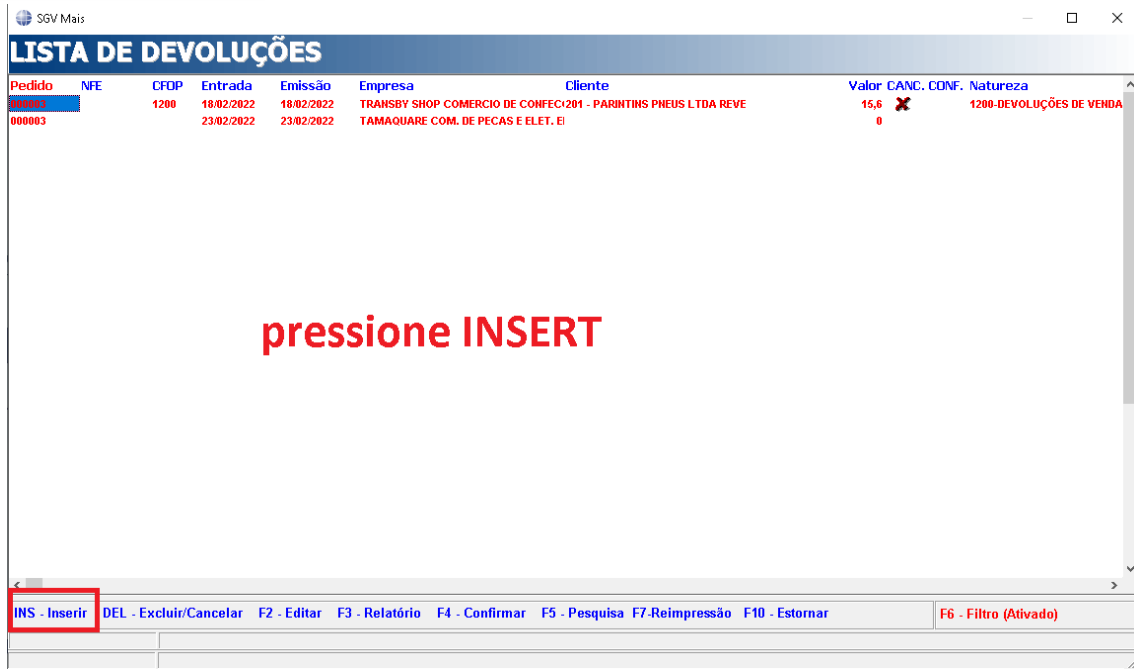 SGV Mais
LISTA DE DEVOLUÇÕES
Pedido NFE CFOP Entrada Emissão Empresa Cliente Valor CANC. CONF. Natureza
000003 1200 18/02/2022 18/02/2022 TRANSBY SHOP COMERCIO DE CONFEC 201 - PARINTINS PNEUS LTDA REVE 15,6 1200-DEVOLUÇÕES DE VENDA
000003 23/02/2022 23/02/2022 TAMAQUARE COM. DE PECAS E ELET. EI 0
pressione INSERT
INS - Inserir DEL - Excluir/Cancelar F2 - Editar F3 - Relatório F4 - Confirmar F5 - Pesquisa F7-Reimpressão F10 - Estornar F6 - Filtro (Ativado)